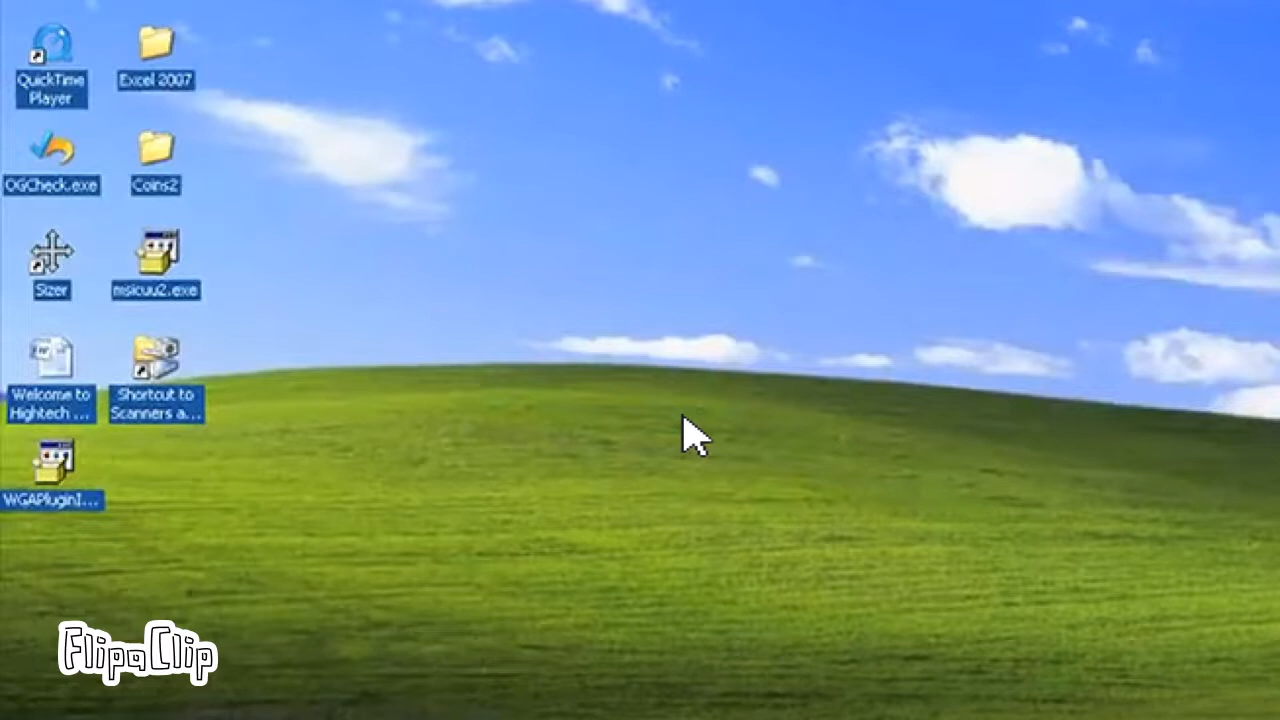 QuickTime
Player
Excel 2007
OGCheck.exe
Coins2
Sizer
msicuu2.exe
Welcome to
Hightech ...
Shortcut to
Scanners a...
WGAPluginI...
FlipaClip